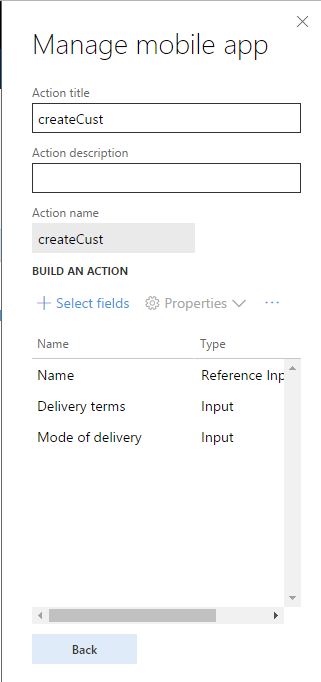 Manage mobile app
Action title
createCust
Action description
Action name
createCust
BUILD AN ACTION
Select fields Properties ...
Name Type
Name Reference Inp
Delivery terms Input
Mode of delivery Input
Back